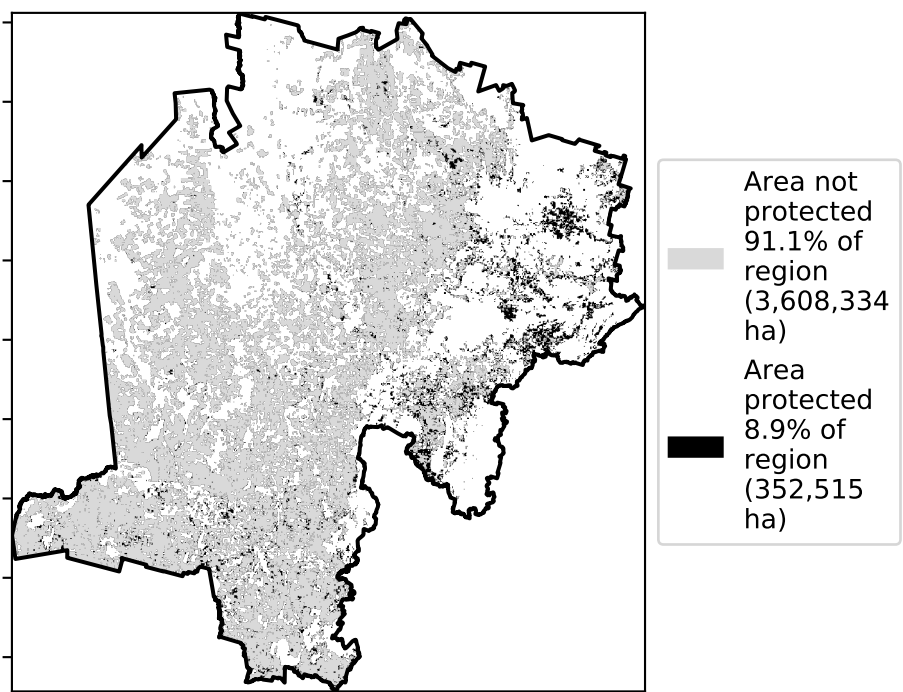 Area not
protected
91.1% of
region
(3,608,334
ha)
Area
protected
8.9% of
region
(352,515
ha)